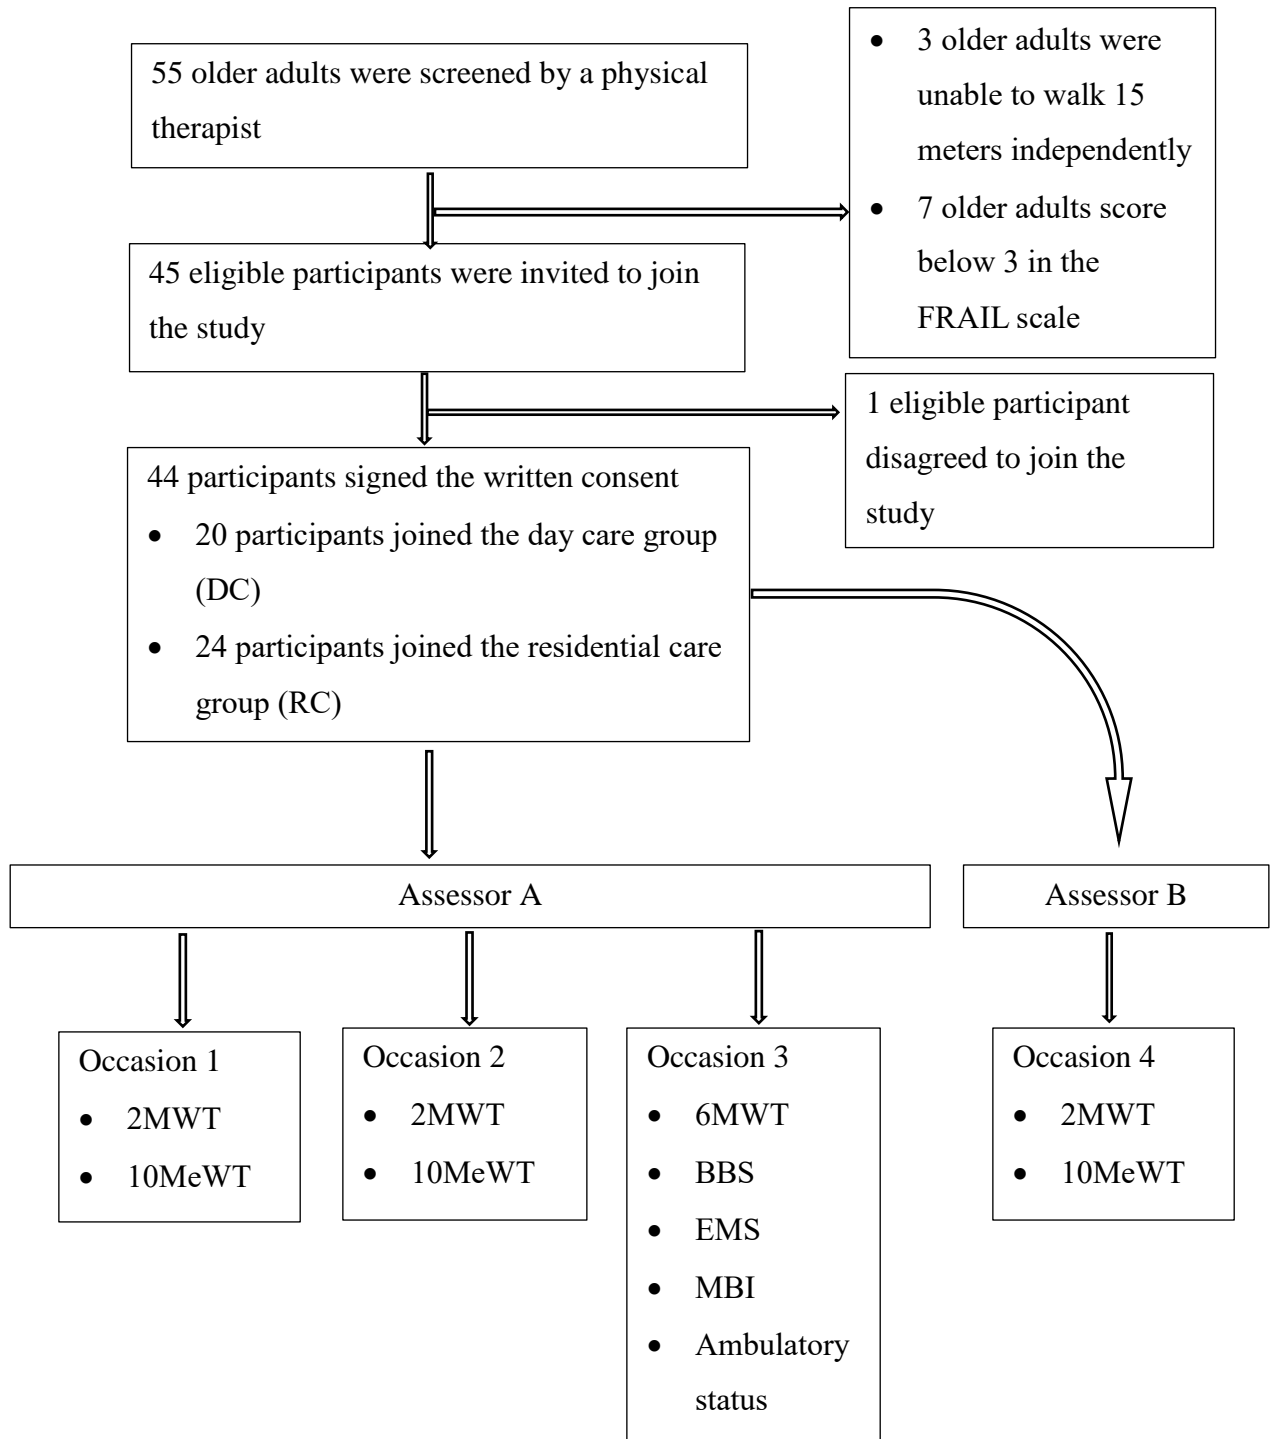 55 older adults were screened by a physical
therapist
• 3 older adults were
unable to walk 15
meters independently
• 7 older adults score
below 3 in the
FRAIL scale
45 eligible participants were invited to join
the study
1 eligible participant
disagreed to join the
study
44 participants signed the written consent
• 20 participants joined the day care group
(DC)
• 24 participants joined the residential care
group (RC)
Assessor A
Assessor B
Occasion 1
• 2MWT
• 10MeWT
Occasion 2
• 2MWT
• 10MeWT
Occasion 3
• 6MWT
• BBS
• EMS
• MBI
• Ambulatory
status
Occasion 4
• 2MWT
• 10MeWT